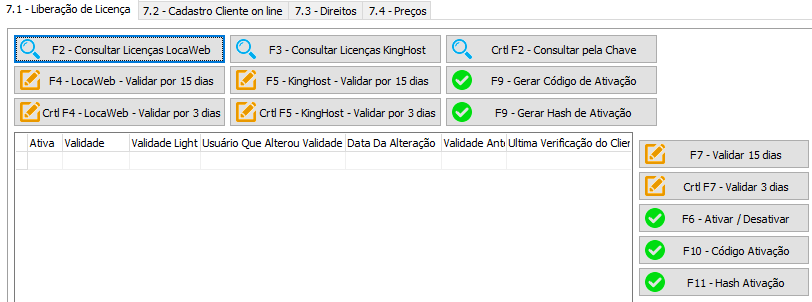 7.1 - Liberação de Licença 7.2 - Cadastro Cliente on line 7.3 - Direitos 7.4 - Preços
F2 - Consultar Licenças LocaWeb F3 - Consultar Licenças KingHost Crtl F2 - Consultar pela Chave
F4 - LocaWeb - Validar por 15 dias F5 - KingHost - Validar por 15 dias F9 - Gerar Código de Ativação
Crtl F4 - LocaWeb - Validar por 3 dias Crtl F5 - KingHost - Validar por 3 dias F9 - Gerar Hash de Ativação
Ativa Validade Validade Light Usuário Que Alterou Validade Data Da Alteração Validade Ant Ultima Verificação do Clien
F7 - Validar 15 dias
Crtl F7 - Validar 3 dias
F6 - Ativar / Desativar
F10 - Código Ativação
F11 - Hash Ativação